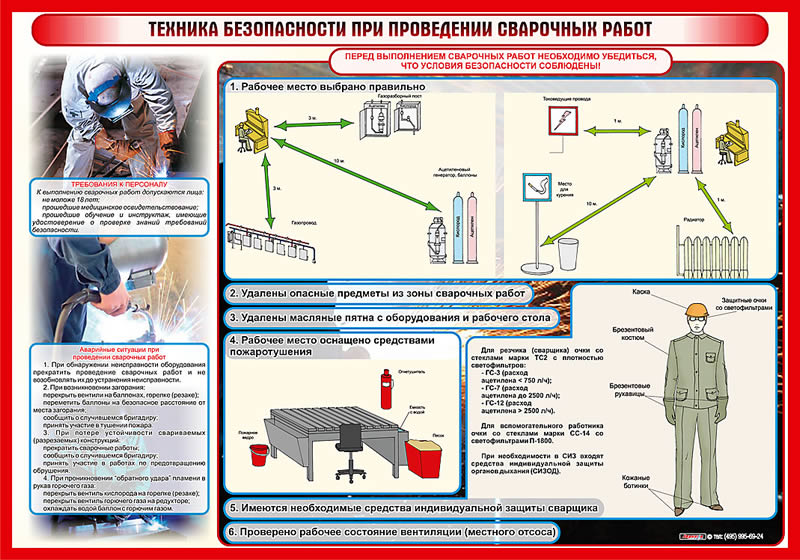 ТЕХНИКА БЕЗОПАСНОСТИ ПРИ ПРОВЕДЕНИИ СВАРОЧНЫХ РАБОТ
ПЕРЕД ВЫПОЛНЕНИЕМ СВАРОЧНЫХ РАБОТ НЕОБХОДИМО УБЕДИТЬСЯ,
ЧТО УСЛОВИЯ БЕЗОПАСНОСТИ СОБЛЮДЕНЫ!
ТРЕБОВАНИЯ К ПЕРСОНАЛУ
К выполнению сварочных работ допускаются лица:
не моложе 18 лет;
прошедшие медицинское освидетельствование;
прошедшие обучение и инструктаж, имеющие
удостоверение о проверке знаний требований
безопасности.
Аварийные ситуации при
проведении сварочных работ
1. При обнаружении неисправности оборудования
прекратить проведение сварочных работ и не
возобновлять их до устранения неисправности.
2. При возникновении загорания:
перекрыть вентили на баллонах, горелке (резаке);
переметить баллоны на безопасное расстояние от
места загорания;
сообщить о случившемся бригадиру;
принять участие в тушении пожара.
3. При потере устойчивости свариваемых
(разрезаемых) конструкций:
прекратить сварочные работы;
сообщить о случившемся бригадиру;
принять участие в работах по предотвращению
обрушения.
4. При проникновении "обратного удара" пламени в
рукав горючего газа:
перекрыть вентиль кислорода на горелке (резаке);
перекрыть вентиль горючего газа на редукторе;
охлаждать водой баллон с горючим газом.
1. Рабочее место выбрано правильно
Газоразборный пост
3 м.
10 м.
3 м.
Ацетиленовый
генератор, баллоны
Кислород
Ацетилен
Газопровод
Токоведущие провода
1 м.
Кислород
Ацетилен
Место
для
курения
10 м.
1 м.
Радиатор
2. Удалены опасные предметы из зоны сварочных работ
3. Удалены масляные пятна с оборудования и рабочего стола
4. Рабочее место оснащено средствами
пожаротушения
Огнетушитель
Емкость
с водой
Пожарное
ведро
Песок
Для резчика (сварщика) очки со
стеклами марки ТС2 с плотностью
светофильтров:
- ГС-3 (расход
ацетилена < 750 л/ч);
- ГС-7 (расход
ацетилена до 2500 л/ч);
- ГС-12 (расход
ацетилена > 2500 л/ч).
Для вспомогательного работника
очки со стеклами марки СС-14 со
светофильтрами П-1800.
При необходимости в СИЗ входят
средства индивидуальной защиты
органов дыхания (СИЗОД).
Каска
Защитные очки
со светофильтрами
Брезентовый
костюм
Брезентовые
рукавицы
Кожаные
ботинки
5. Имеются необходимые средства индивидуальной защиты сварщика
6. Проверено рабочее состояние вентиляции (местного отсоса)
© тел: (495) 995-69-24